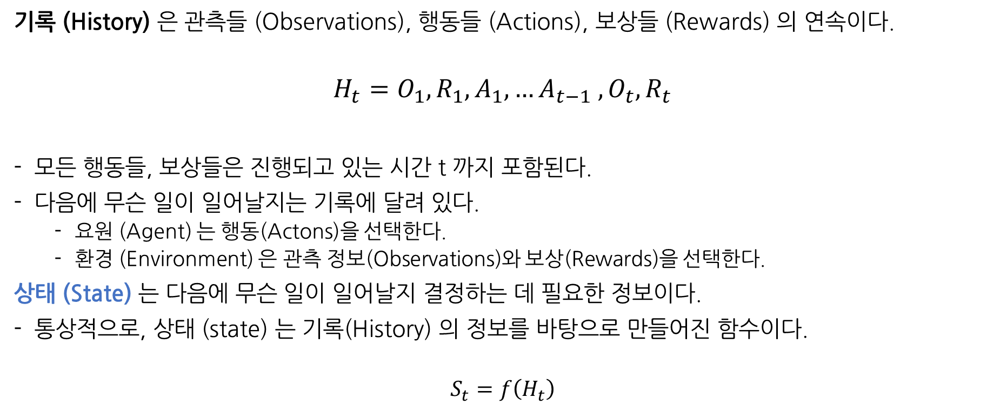 기록 (History) 은 관측들 (Observations), 행동들 (Actions), 보상들 (Rewards) 의 연속이다.
H_t = O_1, R_1, A_1, ... A_{t−1} , O_t, R_t
- 모든 행동들, 보상들은 진행되고 있는 시간 t 까지 포함된다.
- 다음에 무슨 일이 일어날지는 기록에 달려 있다.
- 요원 (Agent) 는 행동(Actons)을 선택한다.
- 환경 (Environment) 은 관측 정보(Observations)와 보상(Rewards)을 선택한다.
상태 (State) 는 다음에 무슨 일이 일어날지 결정하는 데 필요한 정보이다.
- 통상적으로, 상태 (state) 는 기록(History) 의 정보를 바탕으로 만들어진 함수이다.
S_t = f(H_t)